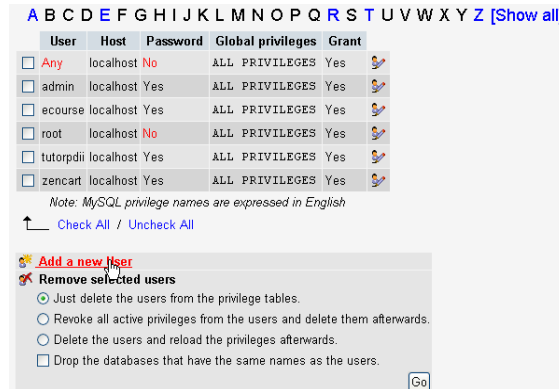 A B C D E F G H I J K L M N O P Q R S T U V W X Y Z [Show all
User Host Password Global privileges Grant
Any localhost No ALL PRIVILEGES Yes
admin localhost Yes ALL PRIVILEGES Yes
ecourse localhost Yes ALL PRIVILEGES Yes
root localhost No ALL PRIVILEGES Yes
tutorpdii localhost Yes ALL PRIVILEGES Yes
zencart localhost Yes ALL PRIVILEGES Yes
Note: MySQL privilege names are expressed in English
Check All / Uncheck All
Add a new User
Remove selected users
Just delete the users from the privilege tables.
Revoke all active privileges from the users and delete them afterwards.
Delete the users and reload the privileges afterwards.
Drop the databases that have the same names as the users.
Go